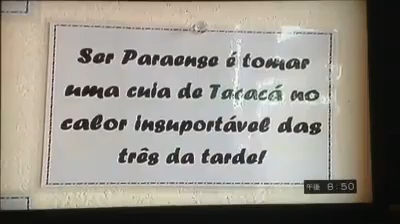 Ser Paraense é tomar
uma cuia de Tacacá no
calor insuportável das
três da tarde!
午後 8:50